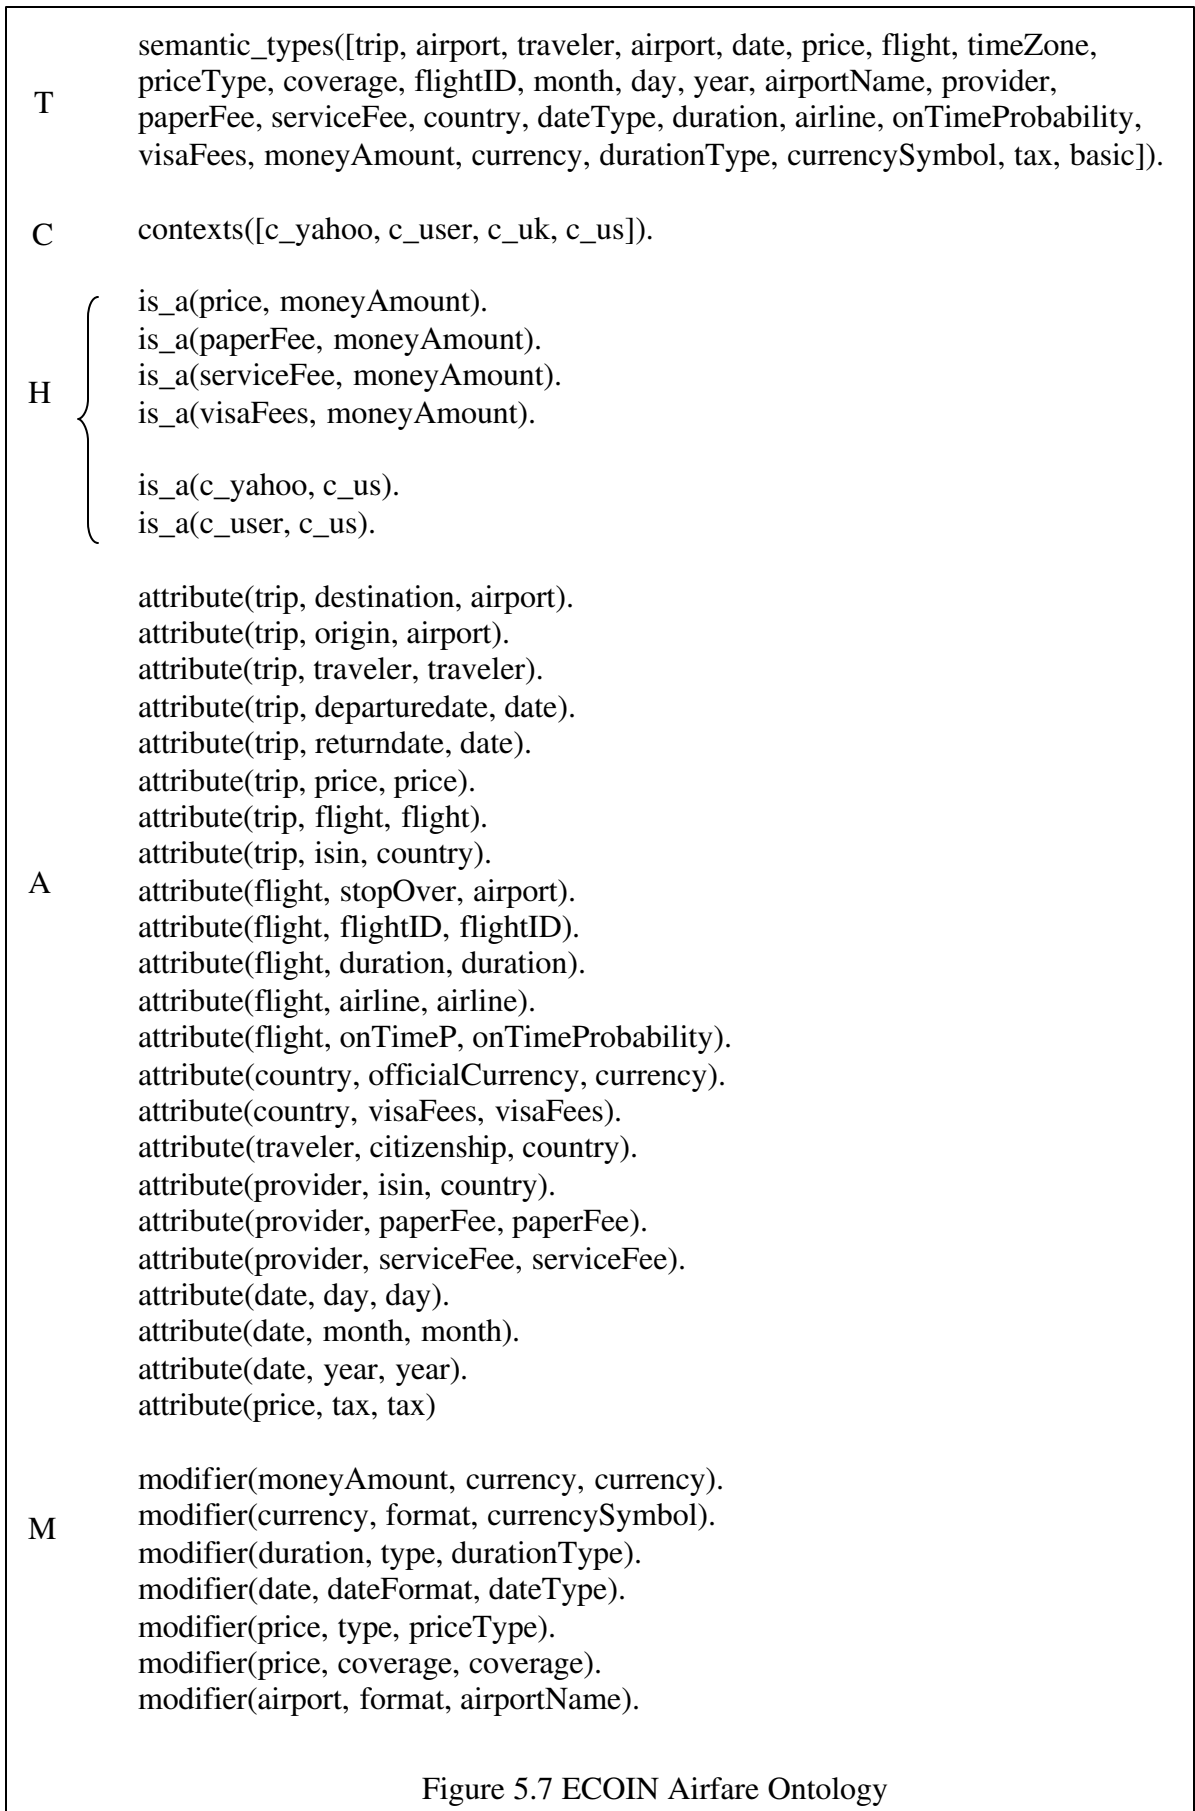 semantic_types([trip, airport, traveler, airport, date, price, flight, timeZone,
priceType, coverage, flightID, month, day, year, airportName, provider,
T
paperFee, serviceFee, country, dateType, duration, airline, onTimeProbability,
visaFees, moneyAmount, currency, durationType, currencySymbol, tax, basic]).
C contexts([c_yahoo, c_user, c_uk, c_us]).
is_a(price, moneyAmount).
is_a(paperFee, moneyAmount).
is_a(serviceFee, moneyAmount).
H
is_a(visaFees, moneyAmount).
is_a(c_yahoo, c_us).
is_a(c_user, c_us).
attribute(trip, destination, airport).
attribute(trip, origin, airport).
attribute(trip, traveler, traveler).
attribute(trip, departuredate, date).
attribute(trip, returndate, date).
attribute(trip, price, price).
attribute(trip, flight, flight).
attribute(trip, isin, country).
A attribute(flight, stopOver, airport).
attribute(flight, flightID, flightID).
attribute(flight, duration, duration).
attribute(flight, airline, airline).
attribute(flight, onTimeP, onTimeProbability).
attribute(country, officialCurrency, currency).
attribute(country, visaFees, visaFees).
attribute(traveler, citizenship, country).
attribute(provider, isin, country).
attribute(provider, paperFee, paperFee).
attribute(provider, serviceFee, serviceFee).
attribute(date, day, day).
attribute(date, month, month).
attribute(date, year, year).
attribute(price, tax, tax)
modifier(moneyAmount, currency, currency).
modifier(currency, format, currencySymbol).
M
modifier(duration, type, durationType).
modifier(date, dateFormat, dateType).
modifier(price, type, priceType).
modifier(price, coverage, coverage).
modifier(airport, format, airportName).
Figure 5.7 ECOIN Airfare Ontology